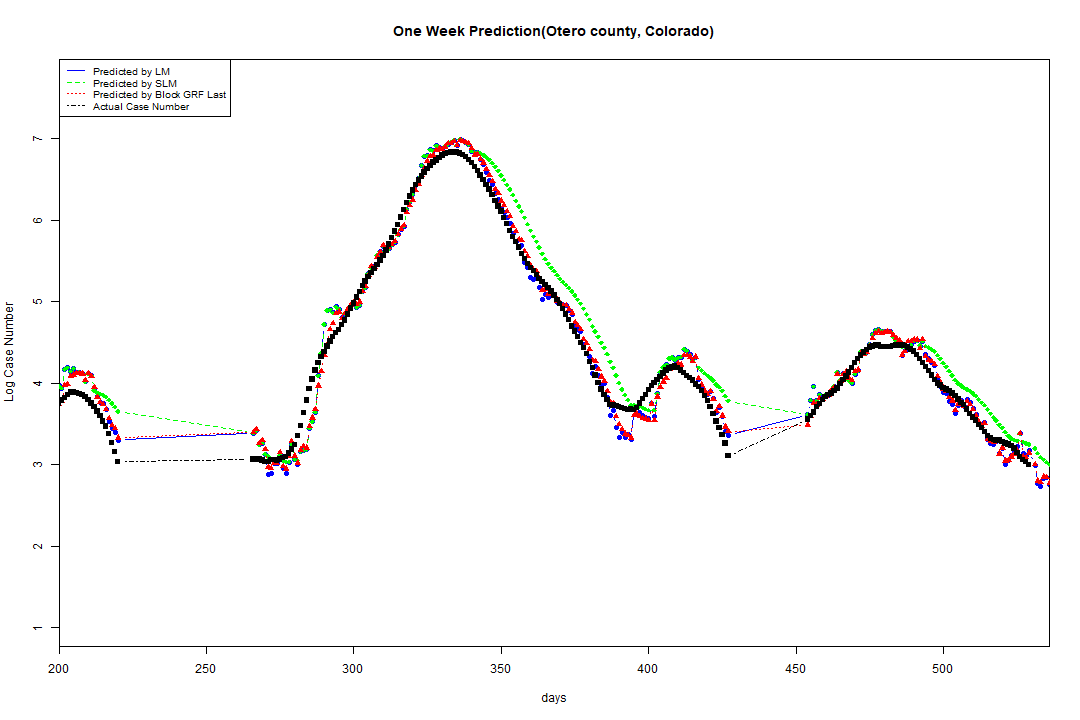 One Week Prediction(Otero county, Colorado)
Predicted by LM
Predicted by SLM
Predicted by Block GRF Last
Actual Case Number
Log Case Number
7
6
5
4
3
2
1
200 250 300 350 400 450 500
days